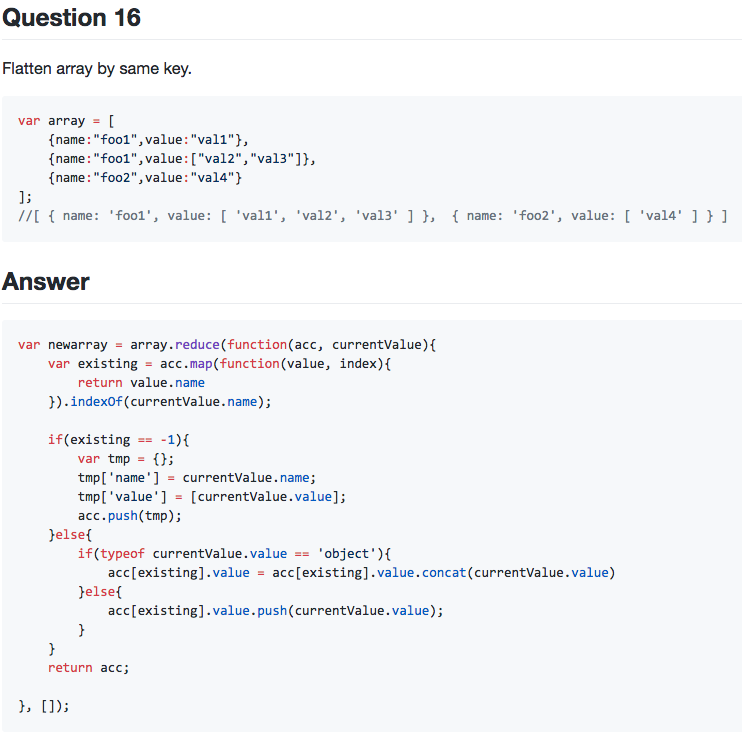 Question 16
Flatten array by same key.
var array = [
    {name:"foo1",value:"val1"},
    {name:"foo1",value:["val2","val3"]},
    {name:"foo2",value:"val4"}
];
//[ { name: 'foo1', value: [ 'val1', 'val2', 'val3' ] },  { name: 'foo2', value: [ 'val4' ] } ]
Answer
var newarray = array.reduce(function(acc, currentValue){
    var existing = acc.map(function(value, index){
        return value.name
    }).indexOf(currentValue.name);
    if(existing == -1){
        var tmp = {};
        tmp['name'] = currentValue.name;
        tmp['value'] = [currentValue.value];
        acc.push(tmp);
    }else{
        if(typeof currentValue.value == 'object'){
            acc[existing].value = acc[existing].value.concat(currentValue.value)
        }else{
            acc[existing].value.push(currentValue.value);
        }
    }
    return acc;
}, []);